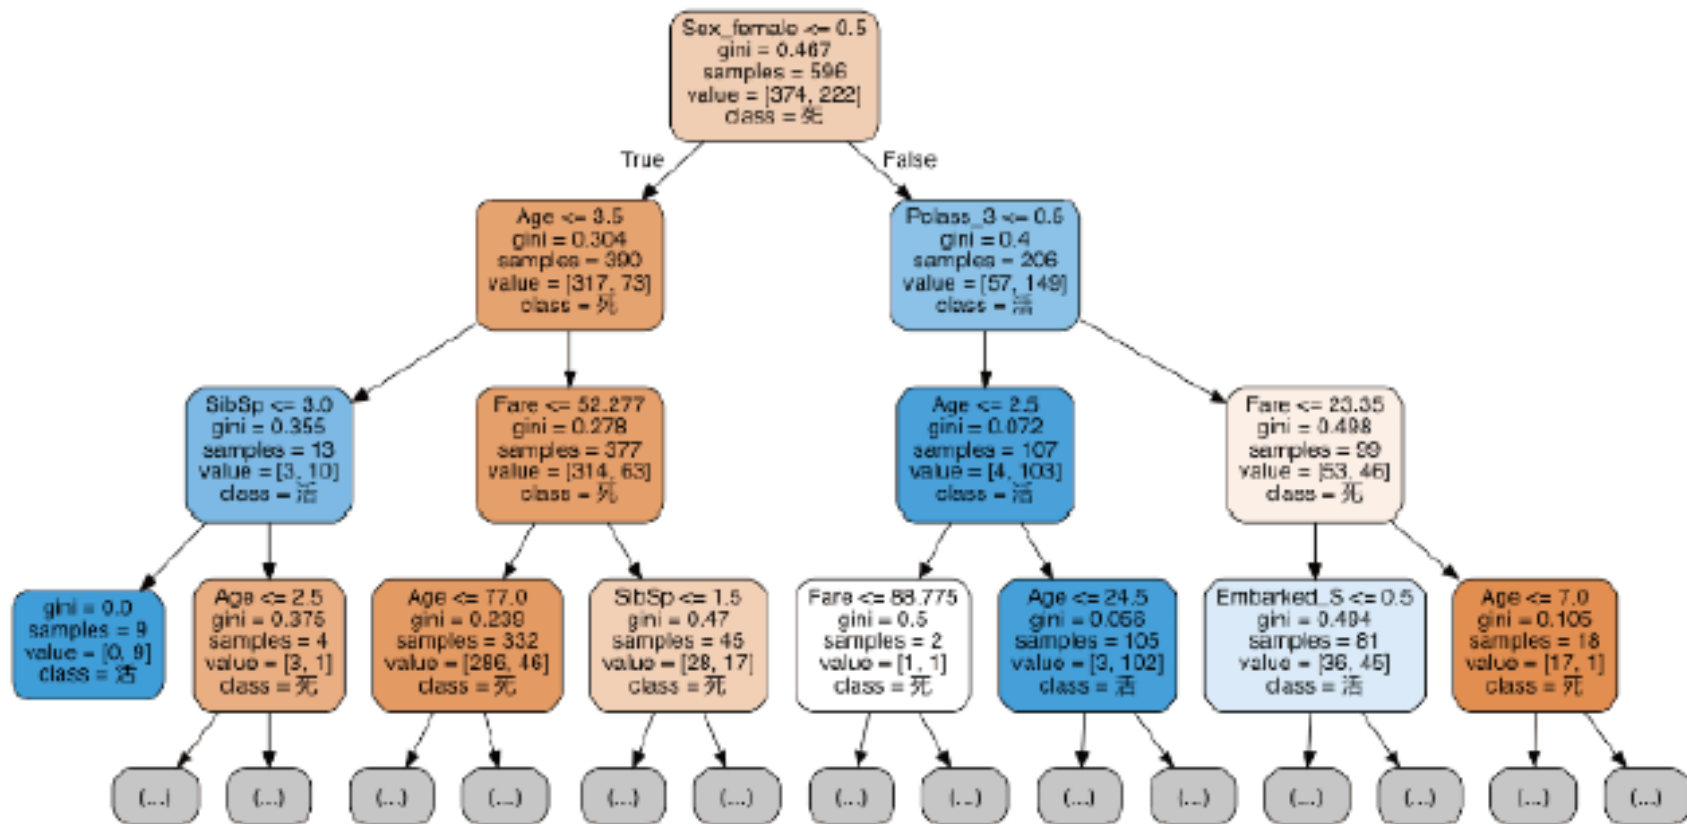 Sex_female <= 0.5
gini = 0.467
samples = 596
value = [374, 222]
class = 死
True
False
Age <= 3.5
gini = 0.304
samples = 390
value = [317, 73]
class = 死
Pclass_3 <= 0.5
gini = 0.4
samples = 206
value = [57, 149]
class = 活
SibSp <= 3.0
gini = 0.355
samples = 13
value = [3, 10]
class = 活
Fare <= 52.277
gini = 0.278
samples = 377
value = [314, 63]
class = 死
Age <= 2.5
gini = 0.072
samples = 107
value = [4, 103]
class = 活
Fare <= 23.35
gini = 0.498
samples = 99
value = [53, 46]
class = 死
gini = 0.0
samples = 9
value = [0, 9]
class = 活
Age <= 2.5
gini = 0.375
samples = 4
value = [3, 1]
class = 死
Age <= 77.0
gini = 0.239
samples = 332
value = [286, 46]
class = 死
SibSp <= 1.5
gini = 0.47
samples = 45
value = [28, 17]
class = 死
Fare <= 88.775
gini = 0.5
samples = 2
value = [1, 1]
class = 死
Age <= 24.5
gini = 0.056
samples = 105
value = [3, 102]
class = 活
Embarked_S <= 0.5
gini = 0.494
samples = 81
value = [36, 45]
class = 活
Age <= 7.0
gini = 0.105
samples = 18
value = [17, 1]
class = 死
(...)
(...)
(...)
(...)
(...)
(...)
(...)
(...)
(...)
(...)
(...)
(...)
(...)
(...)